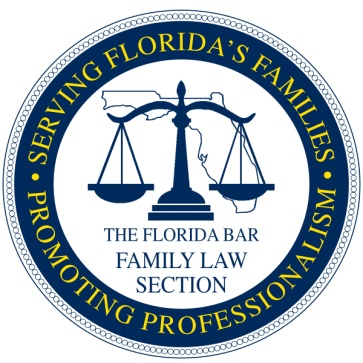 • SERVING FLORIDA'S FAMILIES •
THE FLORIDA BAR
FAMILY LAW
SECTION
PROMOTING PROFESSIONALISM